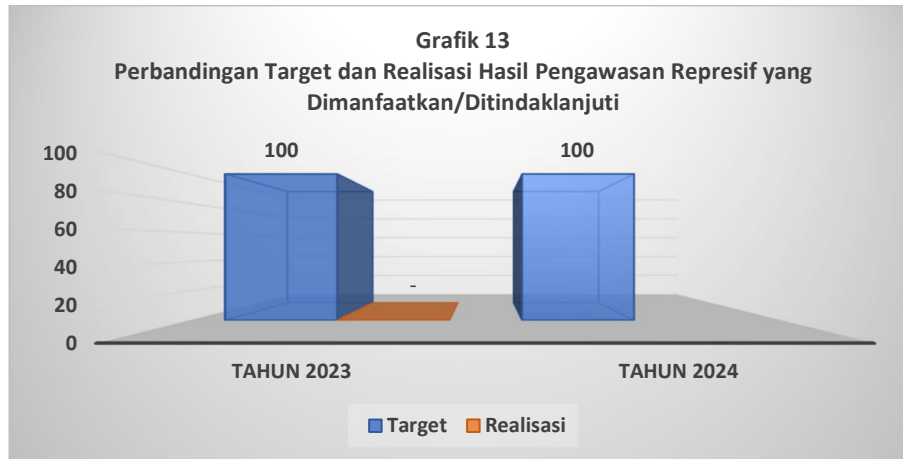 Grafik 13
Perbandingan Target dan Realisasi Hasil Pengawasan Represif yang
Dimanfaatkan/Ditindaklanjuti
100 100
100
80
60
40
20
0
-
TAHUN 2023 TAHUN 2024
Target Realisasi